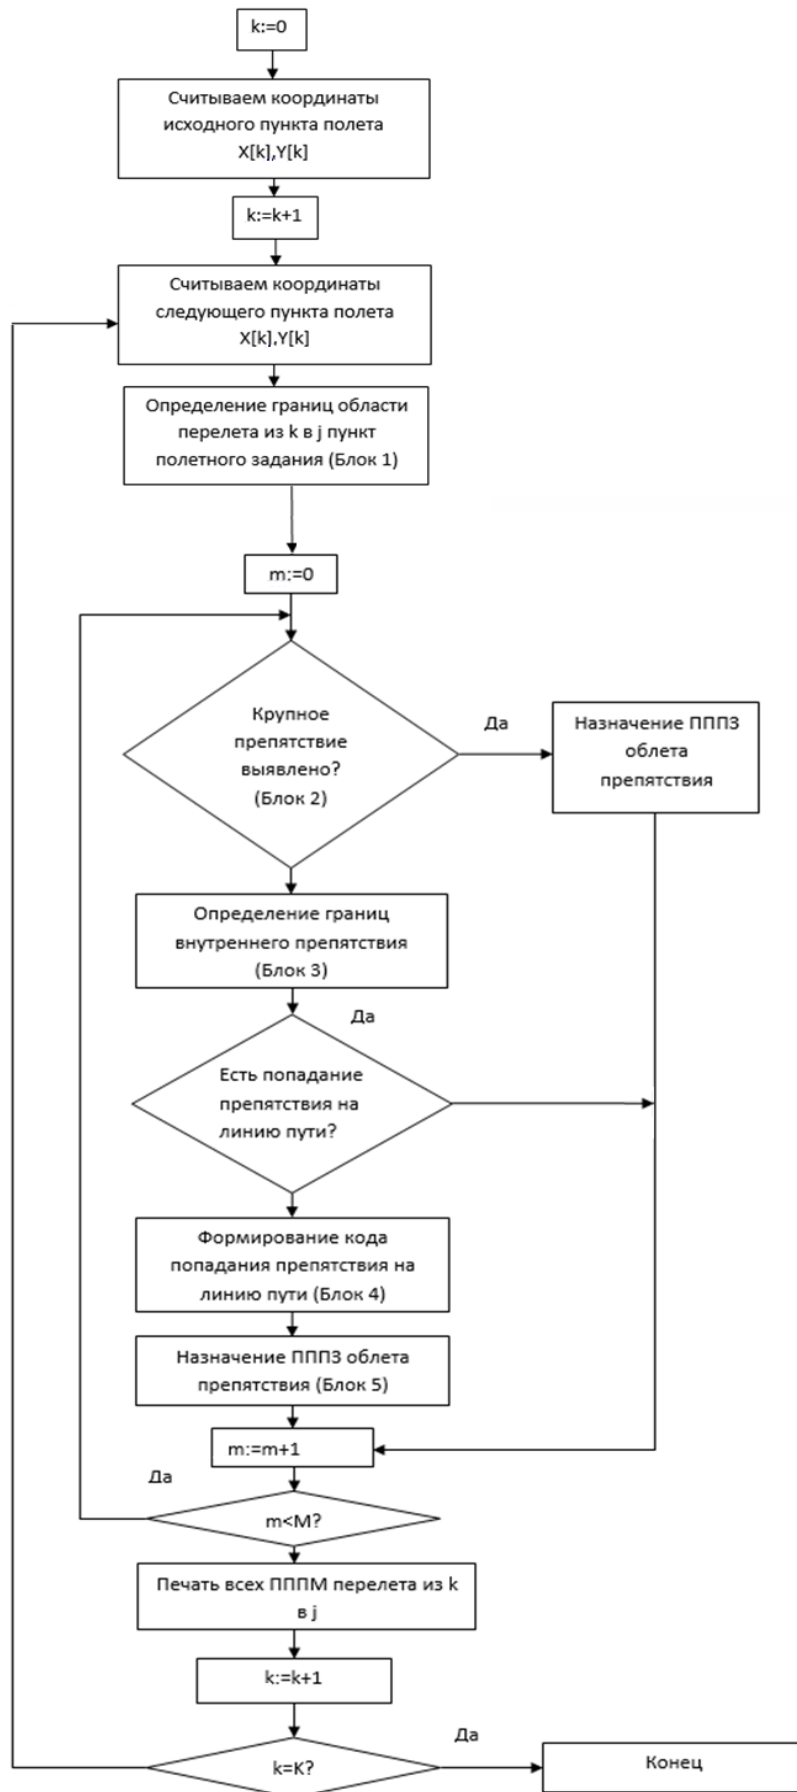 k:=0
Считываем координаты
исходного пункта полета
X[k],Y[k]
k:=k+1
Считываем координаты
следующего пункта полета
X[k],Y[k]
Определение границ области
перелета из k в j пункт
полетного задания (Блок 1)
m:=0
Крупное
препятствие
выявлено?
(Блок 2)
Да
Назначение ПППЗ
облета
препятствия
Определение границ
внутреннего препятствия
(Блок 3)
Да
Есть попадание
препятствия на
линию пути?
Формирование кода
попадания препятствия на
линию пути (Блок 4)
Назначение ПППЗ облета
препятствия (Блок 5)
m:=m+1
Да
m<M?
Печать всех ПППМ перелета из k
в j
k:=k+1
Да
k=K?
Конец